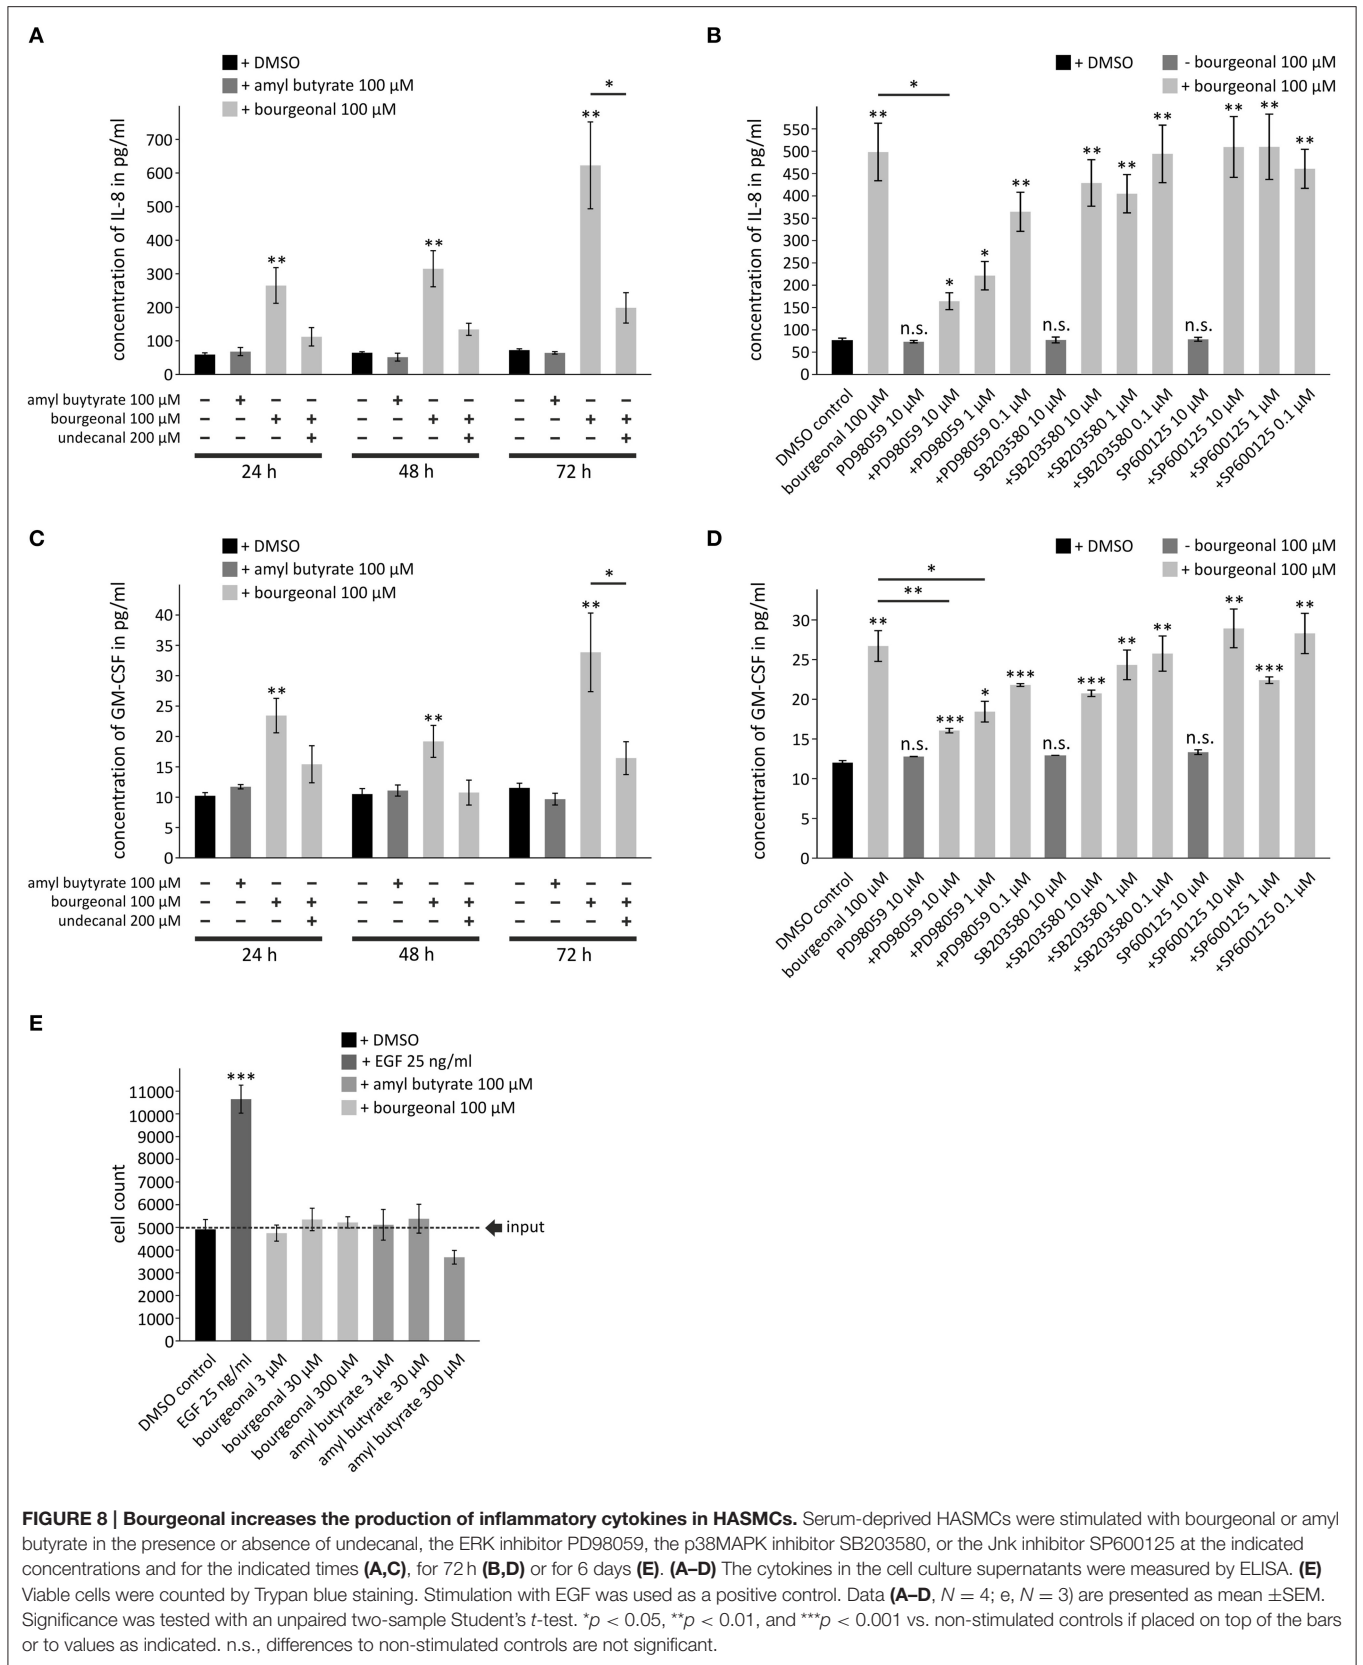 A
+ DMSO
+ amyl butyrate 100 µM
+ bourgeonal 100 µM
*
**
**
**
concentration of IL-8 in pg/ml
700
600
500
400
300
200
100
0
amyl buytyrate 100 µM – + – – – + – – – + – –
bourgeonal 100 µM – – + + – – + + – – + +
undecanal 200 µM – – – + – – – + – – – +
24 h 48 h 72 h
B
+ DMSO - bourgeonal 100 µM
+ bourgeonal 100 µM
*
** n.s. * * ** n.s. ** ** ** n.s. ** ** **
concentration of IL-8 in pg/ml
550
500
450
400
350
300
250
200
150
100
50
0
DMSO control
bourgeonal 100 µM
PD98059 10 µM
+PD98059 10 µM
+PD98059 1 µM
+PD98059 0.1 µM
SB203580 10 µM
+SB203580 10 µM
+SB203580 1 µM
+SB203580 0.1 µM
SP600125 10 µM
+SP600125 10 µM
+SP600125 1 µM
+SP600125 0.1 µM
C
+ DMSO
+ amyl butyrate 100 µM
+ bourgeonal 100 µM
*
**
**
**
concentration of GM-CSF in pg/ml
40
35
30
25
20
15
10
5
0
amyl buytyrate 100 µM – + – – – + – – – + – –
bourgeonal 100 µM – – + + – – + + – – + +
undecanal 200 µM – – – + – – – + – – – +
24 h 48 h 72 h
D
+ DMSO - bourgeonal 100 µM
+ bourgeonal 100 µM
*
**
** n.s. *** * *** n.s. *** ** ** n.s. ** *** **
concentration of GM-CSF in pg/ml
30
25
20
15
10
5
0
DMSO control
bourgeonal 100 µM
PD98059 10 µM
+PD98059 10 µM
+PD98059 1 µM
+PD98059 0.1 µM
SB203580 10 µM
+SB203580 10 µM
+SB203580 1 µM
+SB203580 0.1 µM
SP600125 10 µM
+SP600125 10 µM
+SP600125 1 µM
+SP600125 0.1 µM
E
+ DMSO
+ EGF 25 ng/ml
+ amyl butyrate 100 µM
+ bourgeonal 100 µM
***
cell count
11000
10000
9000
8000
7000
6000
5000
4000
3000
2000
1000
0
input
DMSO control
EGF 25 ng/ml
bourgeonal 3 µM
bourgeonal 30 µM
bourgeonal 300 µM
amyl butyrate 3 µM
amyl butyrate 30 µM
amyl butyrate 300 µM
FIGURE 8 | Bourgeonal increases the production of inflammatory cytokines in HASMCs. Serum-deprived HASMCs were stimulated with bourgeonal or amyl
butyrate in the presence or absence of undecanal, the ERK inhibitor PD98059, the p38MAPK inhibitor SB203580, or the Jnk inhibitor SP600125 at the indicated
concentrations and for the indicated times (A,C), for 72 h (B,D) or for 6 days (E). (A–D) The cytokines in the cell culture supernatants were measured by ELISA. (E)
Viable cells were counted by Trypan blue staining. Stimulation with EGF was used as a positive control. Data (A–D, N = 4; e, N = 3) are presented as mean ±SEM.
Significance was tested with an unpaired two-sample Student's t-test. *p < 0.05, **p < 0.01, and ***p < 0.001 vs. non-stimulated controls if placed on top of the bars
or to values as indicated. n.s., differences to non-stimulated controls are not significant.